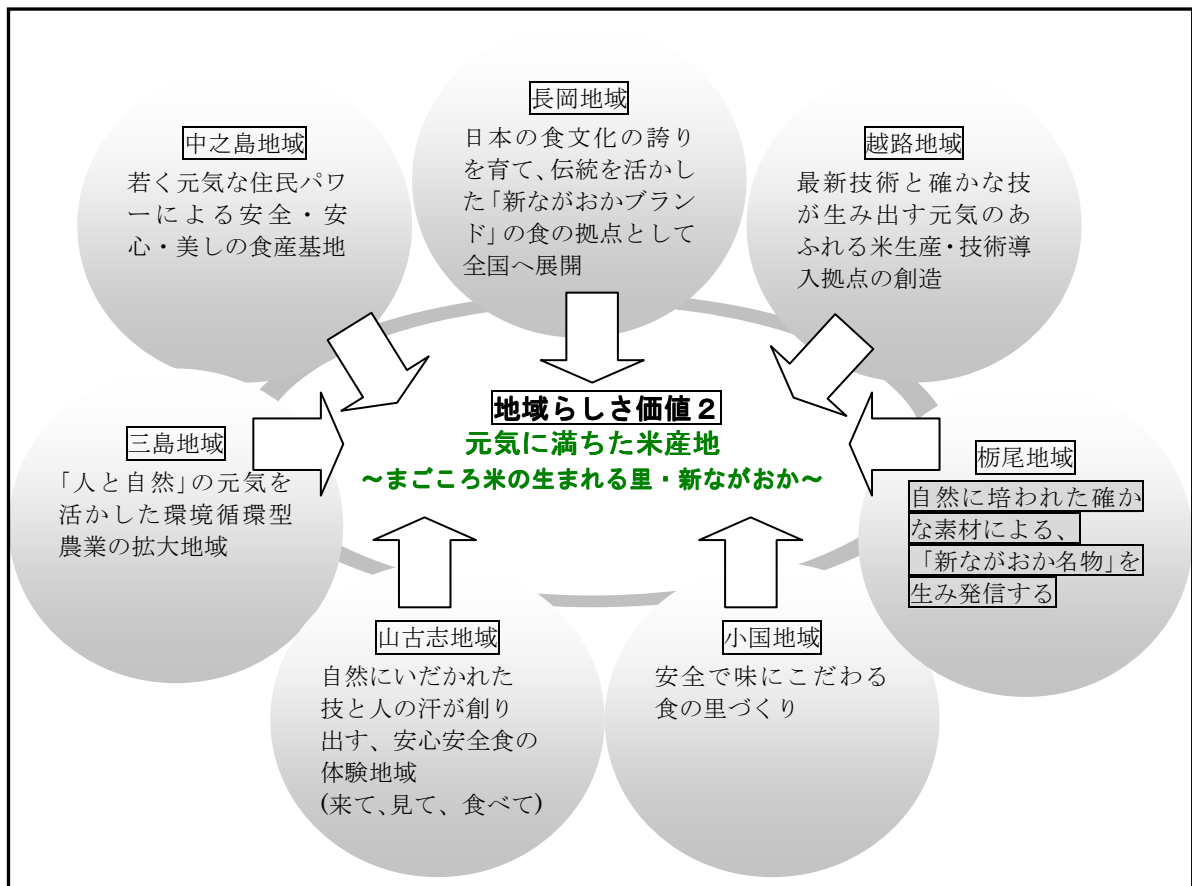 長岡地域
日本の食文化の誇り
を育て、伝統を活かし
た「新ながおかブラン
ド」の食の拠点として
全国へ展開
中之島地域
若く元気な住民パワ
ーによる安全・安
心・美しの食産基地
越路地域
最新技術と確かな技
が生み出す元気のあ
ふれる米生産・技術導
入拠点の創造
地域らしさ価値2
元気に満ちた米産地
～まごころ米の生まれる里・新ながおか～
三島地域
「人と自然」の元気を
活かした環境循環型
農業の拡大地域
栃尾地域
自然に培われた確か
な素材による、
「新ながおか名物」を
生み発信する
山古志地域
自然にいだかれた
技と人の汗が創り
出す、安心安全食の
体験地域
(来て、見て、食べて)
小国地域
安全で味にこだわる
食の里づくり